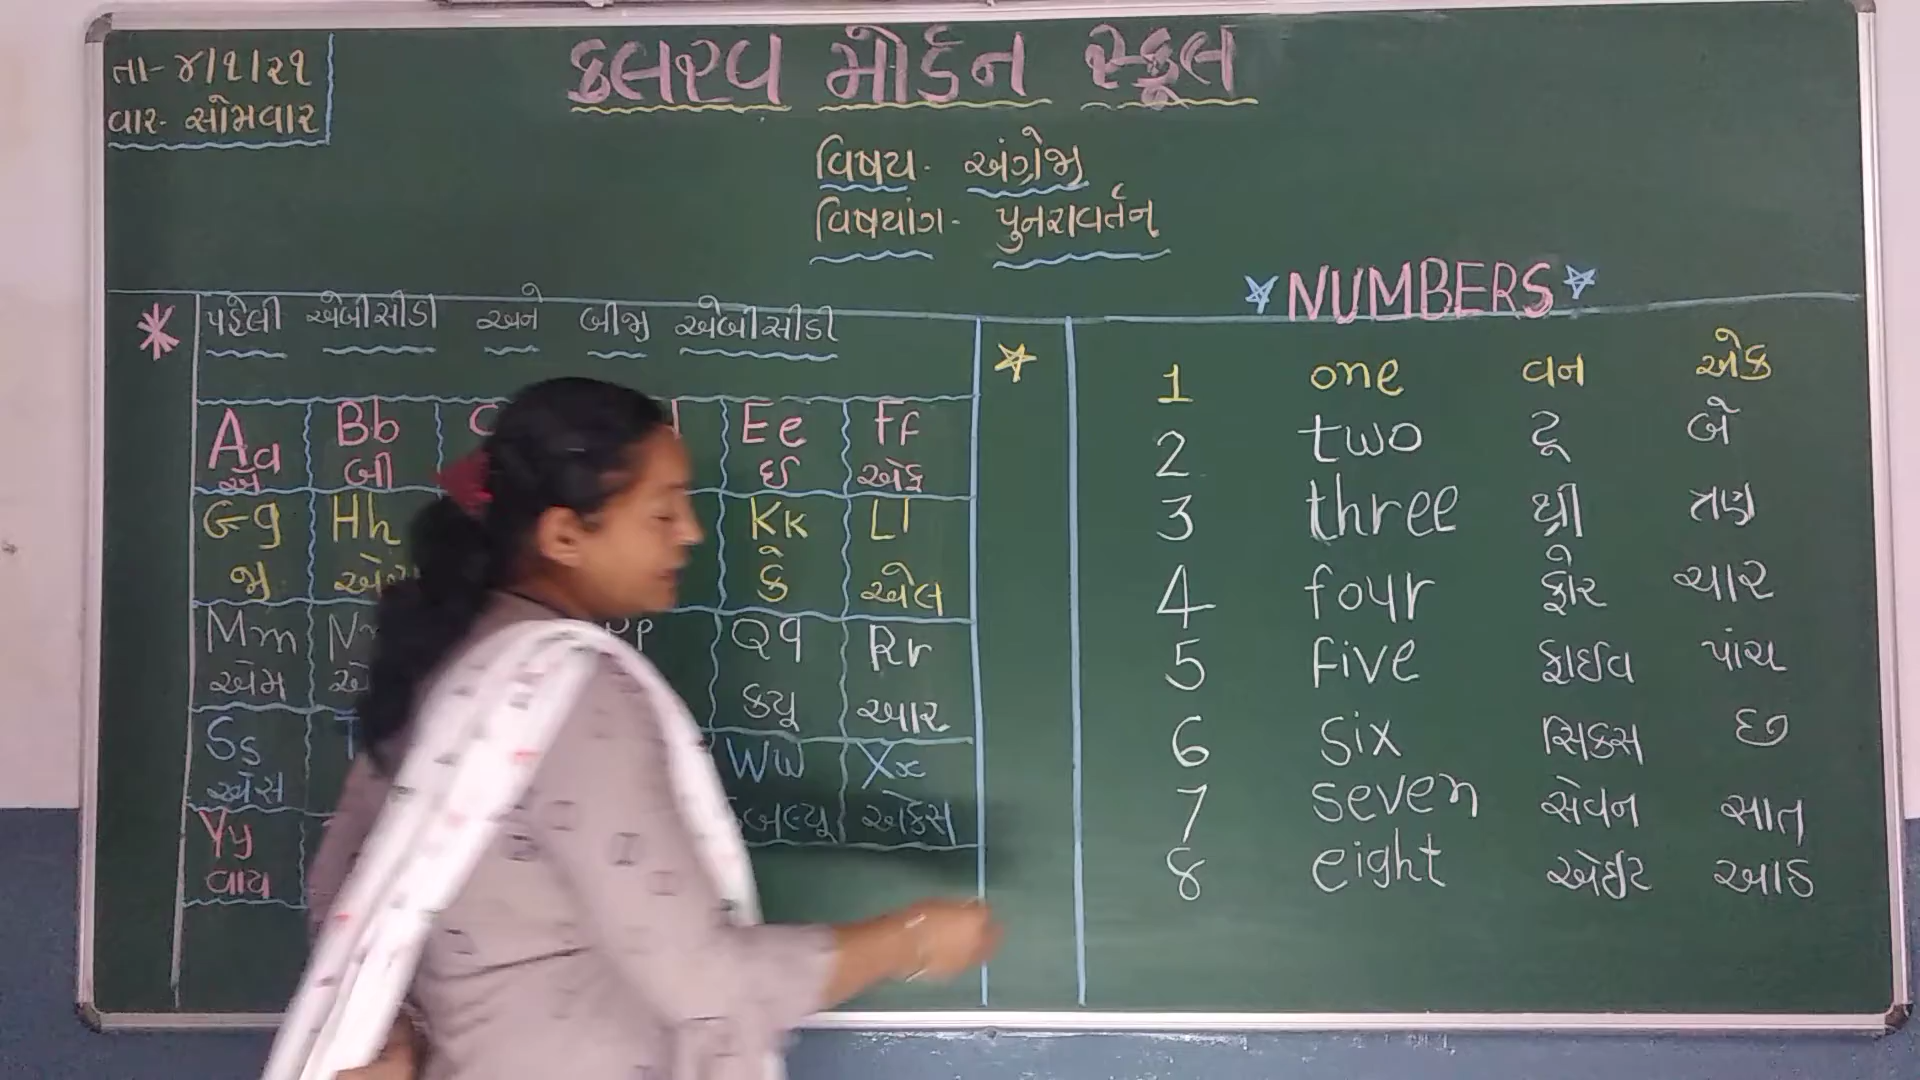 તા-૪/૧/૨૧
વાર- સોમવાર
કલરવ મોર્ડન સ્કૂલ
વિષય- અંગ્રેજી
વિષયાંગ- પુનરાવર્તન
પહેલી એબીસીડી અને બીજી એબીસીડી
Aa Bb Ee Ff
એ બી ઈ એફ
Gg Hh Kk Ll
જી કે એલ
Mm Qq Rr
એમ ક્યૂ આર
Ss Ww Xx
એસ એક્સ
Yy
વાય
NUMBERS
1 one વન એક
2 two ટૂ બે
3 three થ્રી ત્રણ
4 four ફોર ચાર
5 five ફાઈવ પાંચ
6 six સિક્સ છ
7 seven સેવન સાત
8 eight એઈટ આઠ